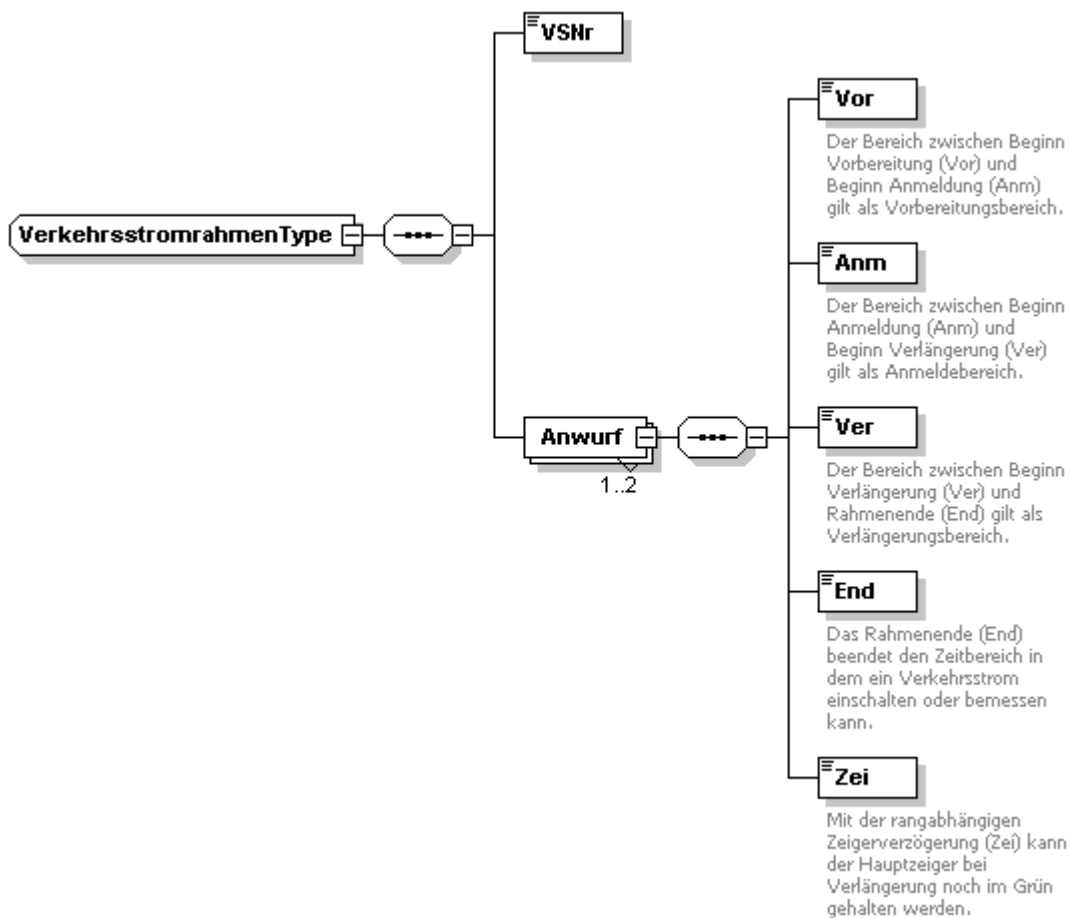 VSNr
Vor
Der Bereich zwischen Beginn
Vorbereitung (Vor) und
Beginn Anmeldung (Anm)
gilt als Vorbereitungsbereich.
VerkehrsstromrahmenType
Anm
Der Bereich zwischen Beginn
Anmeldung (Anm) und
Beginn Verlängerung (Ver)
gilt als Anmeldebereich.
Anwurf
1..2
Ver
Der Bereich zwischen Beginn
Verlängerung (Ver) und
Rahmenende (End) gilt als
Verlängerungsbereich.
End
Das Rahmenende (End)
beendet den Zeitbereich in
dem ein Verkehrsstrom
einschalten oder bemessen
kann.
Zei
Mit der rangabhängigen
Zeigerverzögerung (Zei) kann
der Hauptzeiger bei
Verlängerung noch im Grün
gehalten werden.